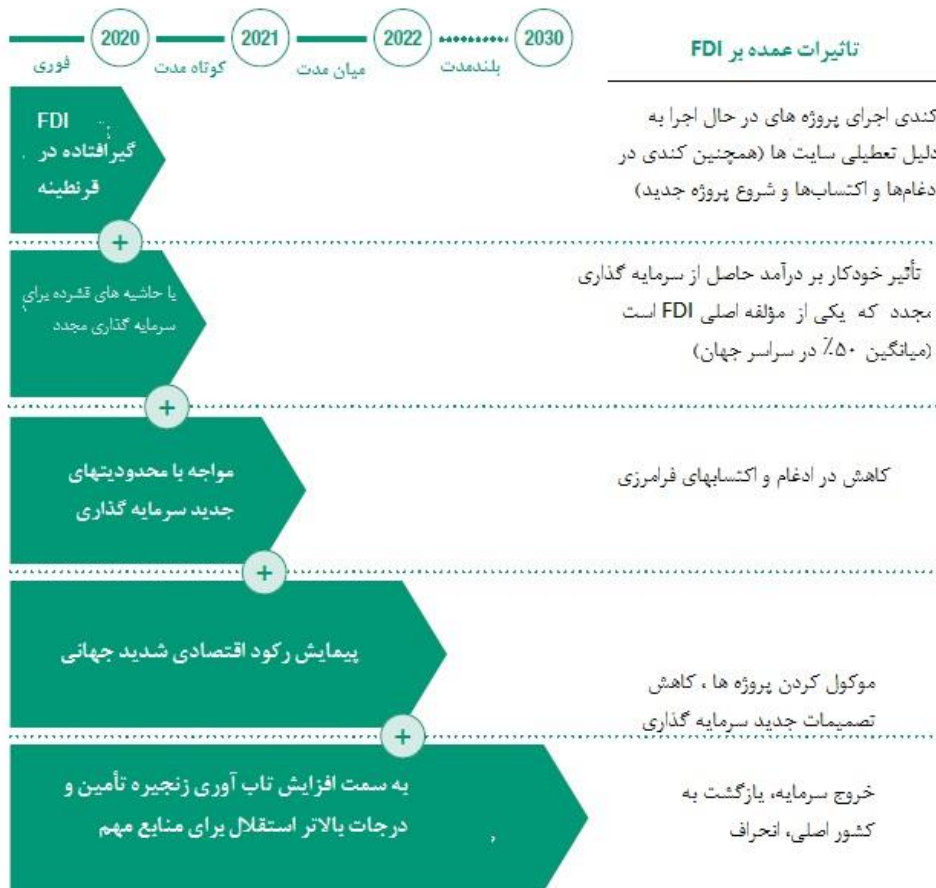 تاثیرات عمده بر FDI
2020 2021 2022 2030
فوری کوتاه مدت میان مدت بلندمدت
FDI
گیرافتاده در
قرنطینه
کندی اجرای پروژه های در حال اجرا به
دلیل تعطیلی سایت ها (همچنین کندی در
دغام‌ها و اکتساب‌ها و شروع پروژه جدید)
+
با حاشیه های فشرده برای
سرمایه گذاری مجدد
تأثیر خودکار بر درآمد حاصل از سرمایه گذاری
مجدد که یکی از مؤلفه اصلی FDI است
(میانگین ۵۰٪ در سراسر جهان)
+
مواجه با محدودیتهای
جدید سرمایه گذاری
کاهش در ادغام و اکتسابهای فرامرزی
+
پیمایش رکود اقتصادی شدید جهانی
موکول کردن پروژه ها ، کاهش
تصمیمات جدید سرمایه گذاری
+
به سمت افزایش تاب آوری زنجیره تأمین و
درجات بالاتر استقلال برای منابع مهم
خروج سرمایه، بازگشت به
کشور اصلی، انحراف